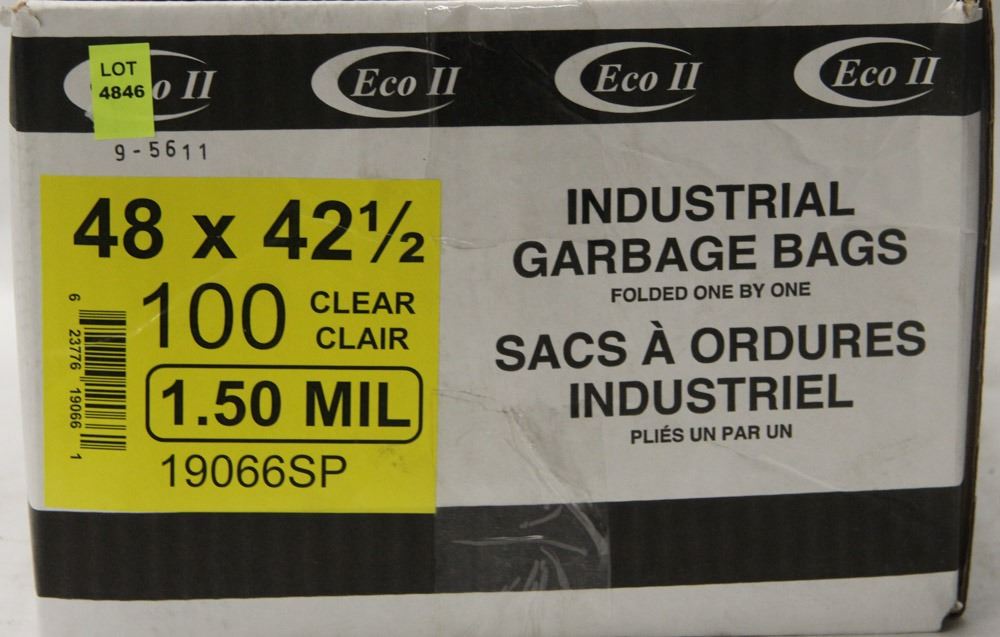 LOT
4846
o II
Eco II
Eco II
Eco II
9-5611
48 x 42½
100 CLEAR
CLAIR
1.50 MIL
19066SP
6 23776 19066 1
INDUSTRIAL
GARBAGE BAGS
FOLDED ONE BY ONE
SACS À ORDURES
INDUSTRIEL
PLIÉS UN PAR UN